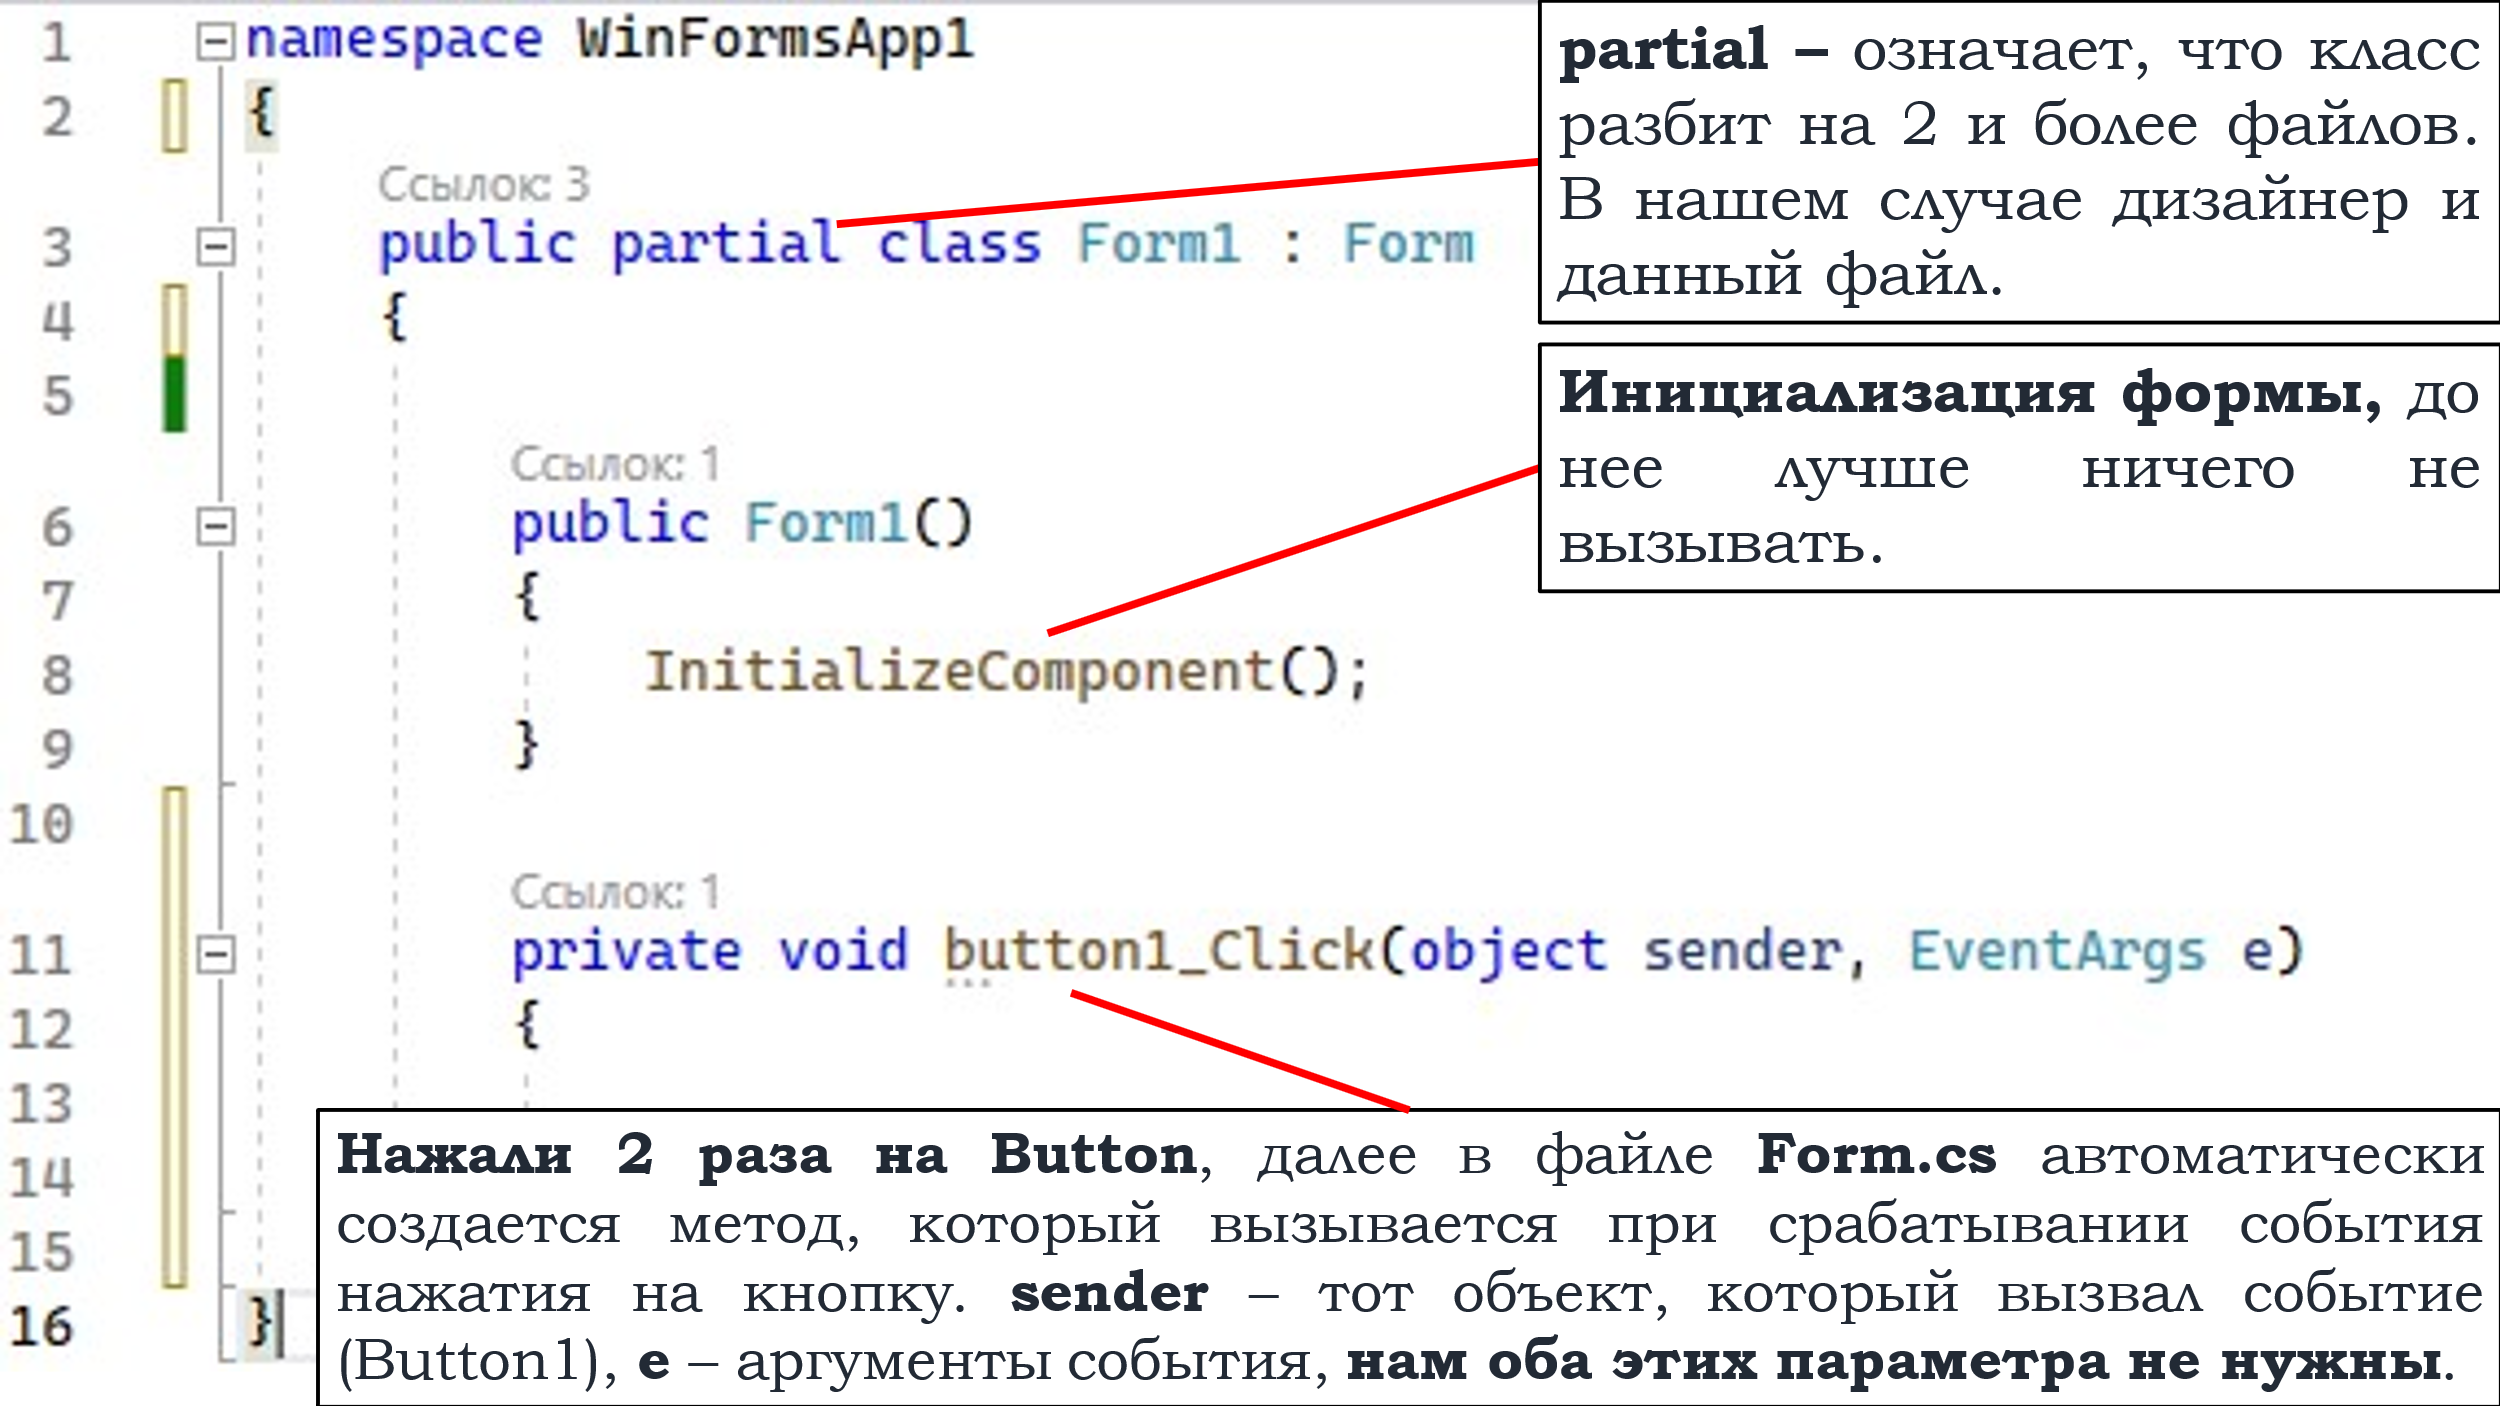 1 namespace WinFormsApp1
2 {
Ссылок: 3
3 public partial class Form1 : Form
4 {
5
Ссылок: 1
6 public Form1()
7 {
8 InitializeComponent();
9 }
10
Ссылок: 1
11 private void button1_Click(object sender, EventArgs e)
12 {
13
14
15
16 }
partial – означает, что класс
разбит на 2 и более файлов.
В нашем случае дизайнер и
данный файл.
Инициализация формы, до
нее лучше ничего не
вызывать.
Нажали 2 раза на Button, далее в файле Form.cs автоматически
создается метод, который вызывается при срабатывании события
нажатия на кнопку. sender – тот объект, который вызвал событие
(Button1), e – аргументы события, нам оба этих параметра не нужны.